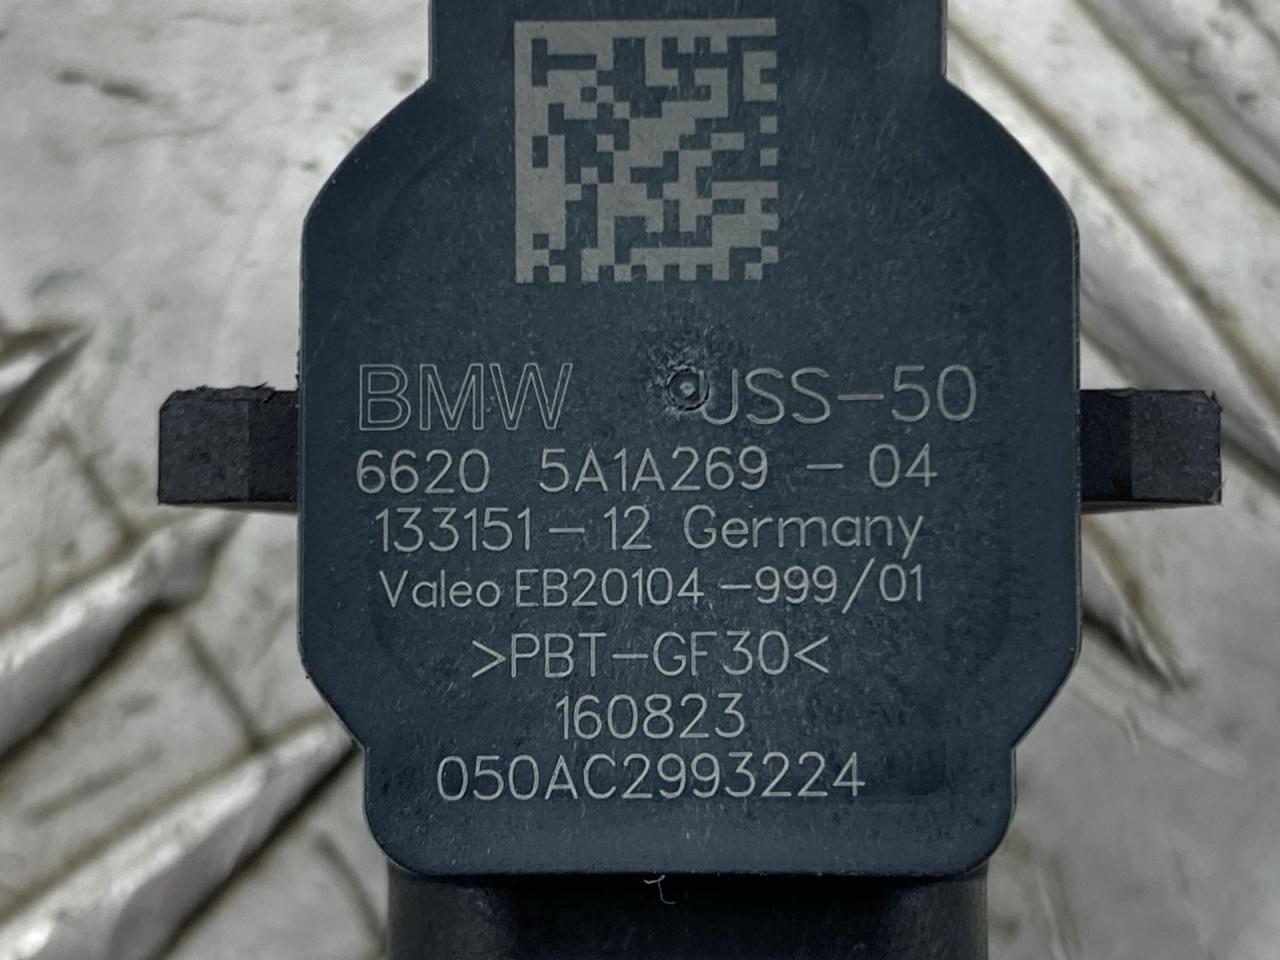 BMW USS-50
6620 5A1A269 - 04
133151-12 Germany
Valeo EB20104-999/01
>PBT-GF30<
160823
050AC2993224